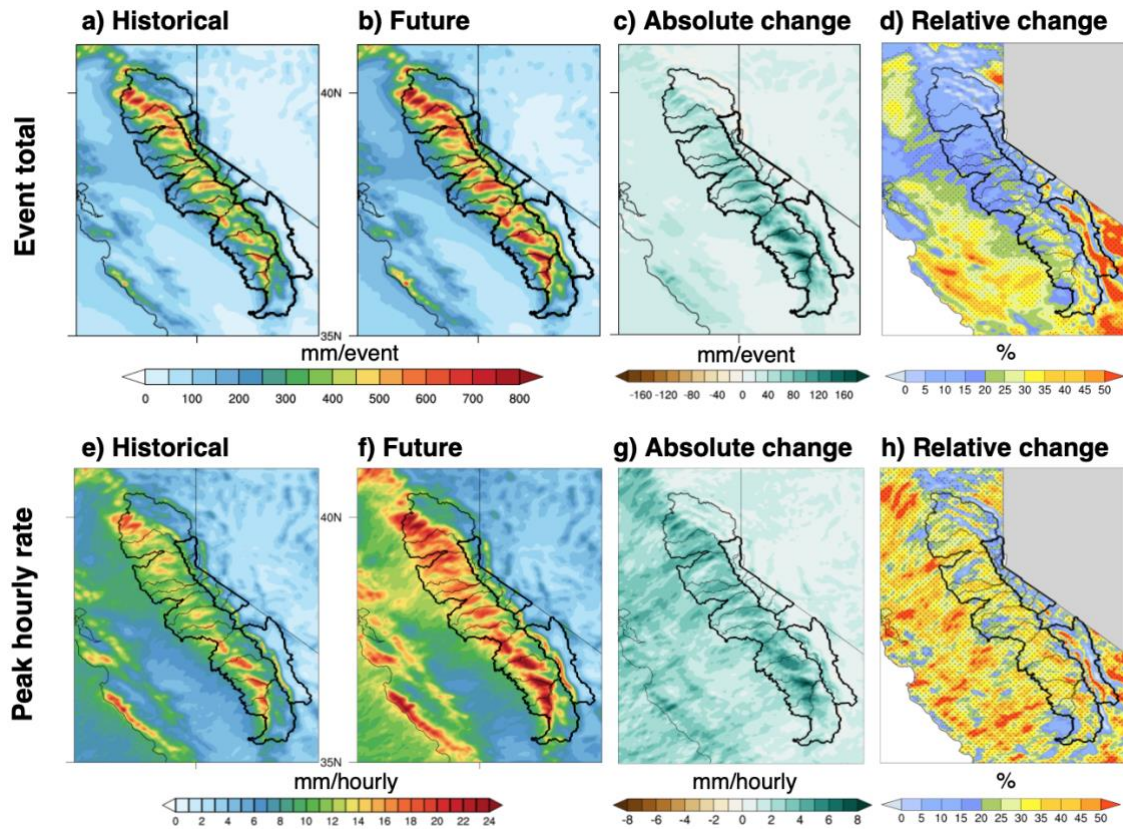 a) Historical
b) Future
c) Absolute change
d) Relative change
Event total
40N
35N
mm/event
0 100 200 300 400 500 600 700 800
mm/event
-160 -120 -80 -40 0 40 80 120 160
%
0 5 10 15 20 25 30 35 40 45 50
e) Historical
f) Future
g) Absolute change
h) Relative change
Peak hourly rate
40N
35N
mm/hourly
0 2 4 6 8 10 12 14 16 18 20 22 24
mm/hourly
-8 -6 -4 -2 0 2 4 6 8
%
0 5 10 15 20 25 30 35 40 45 50